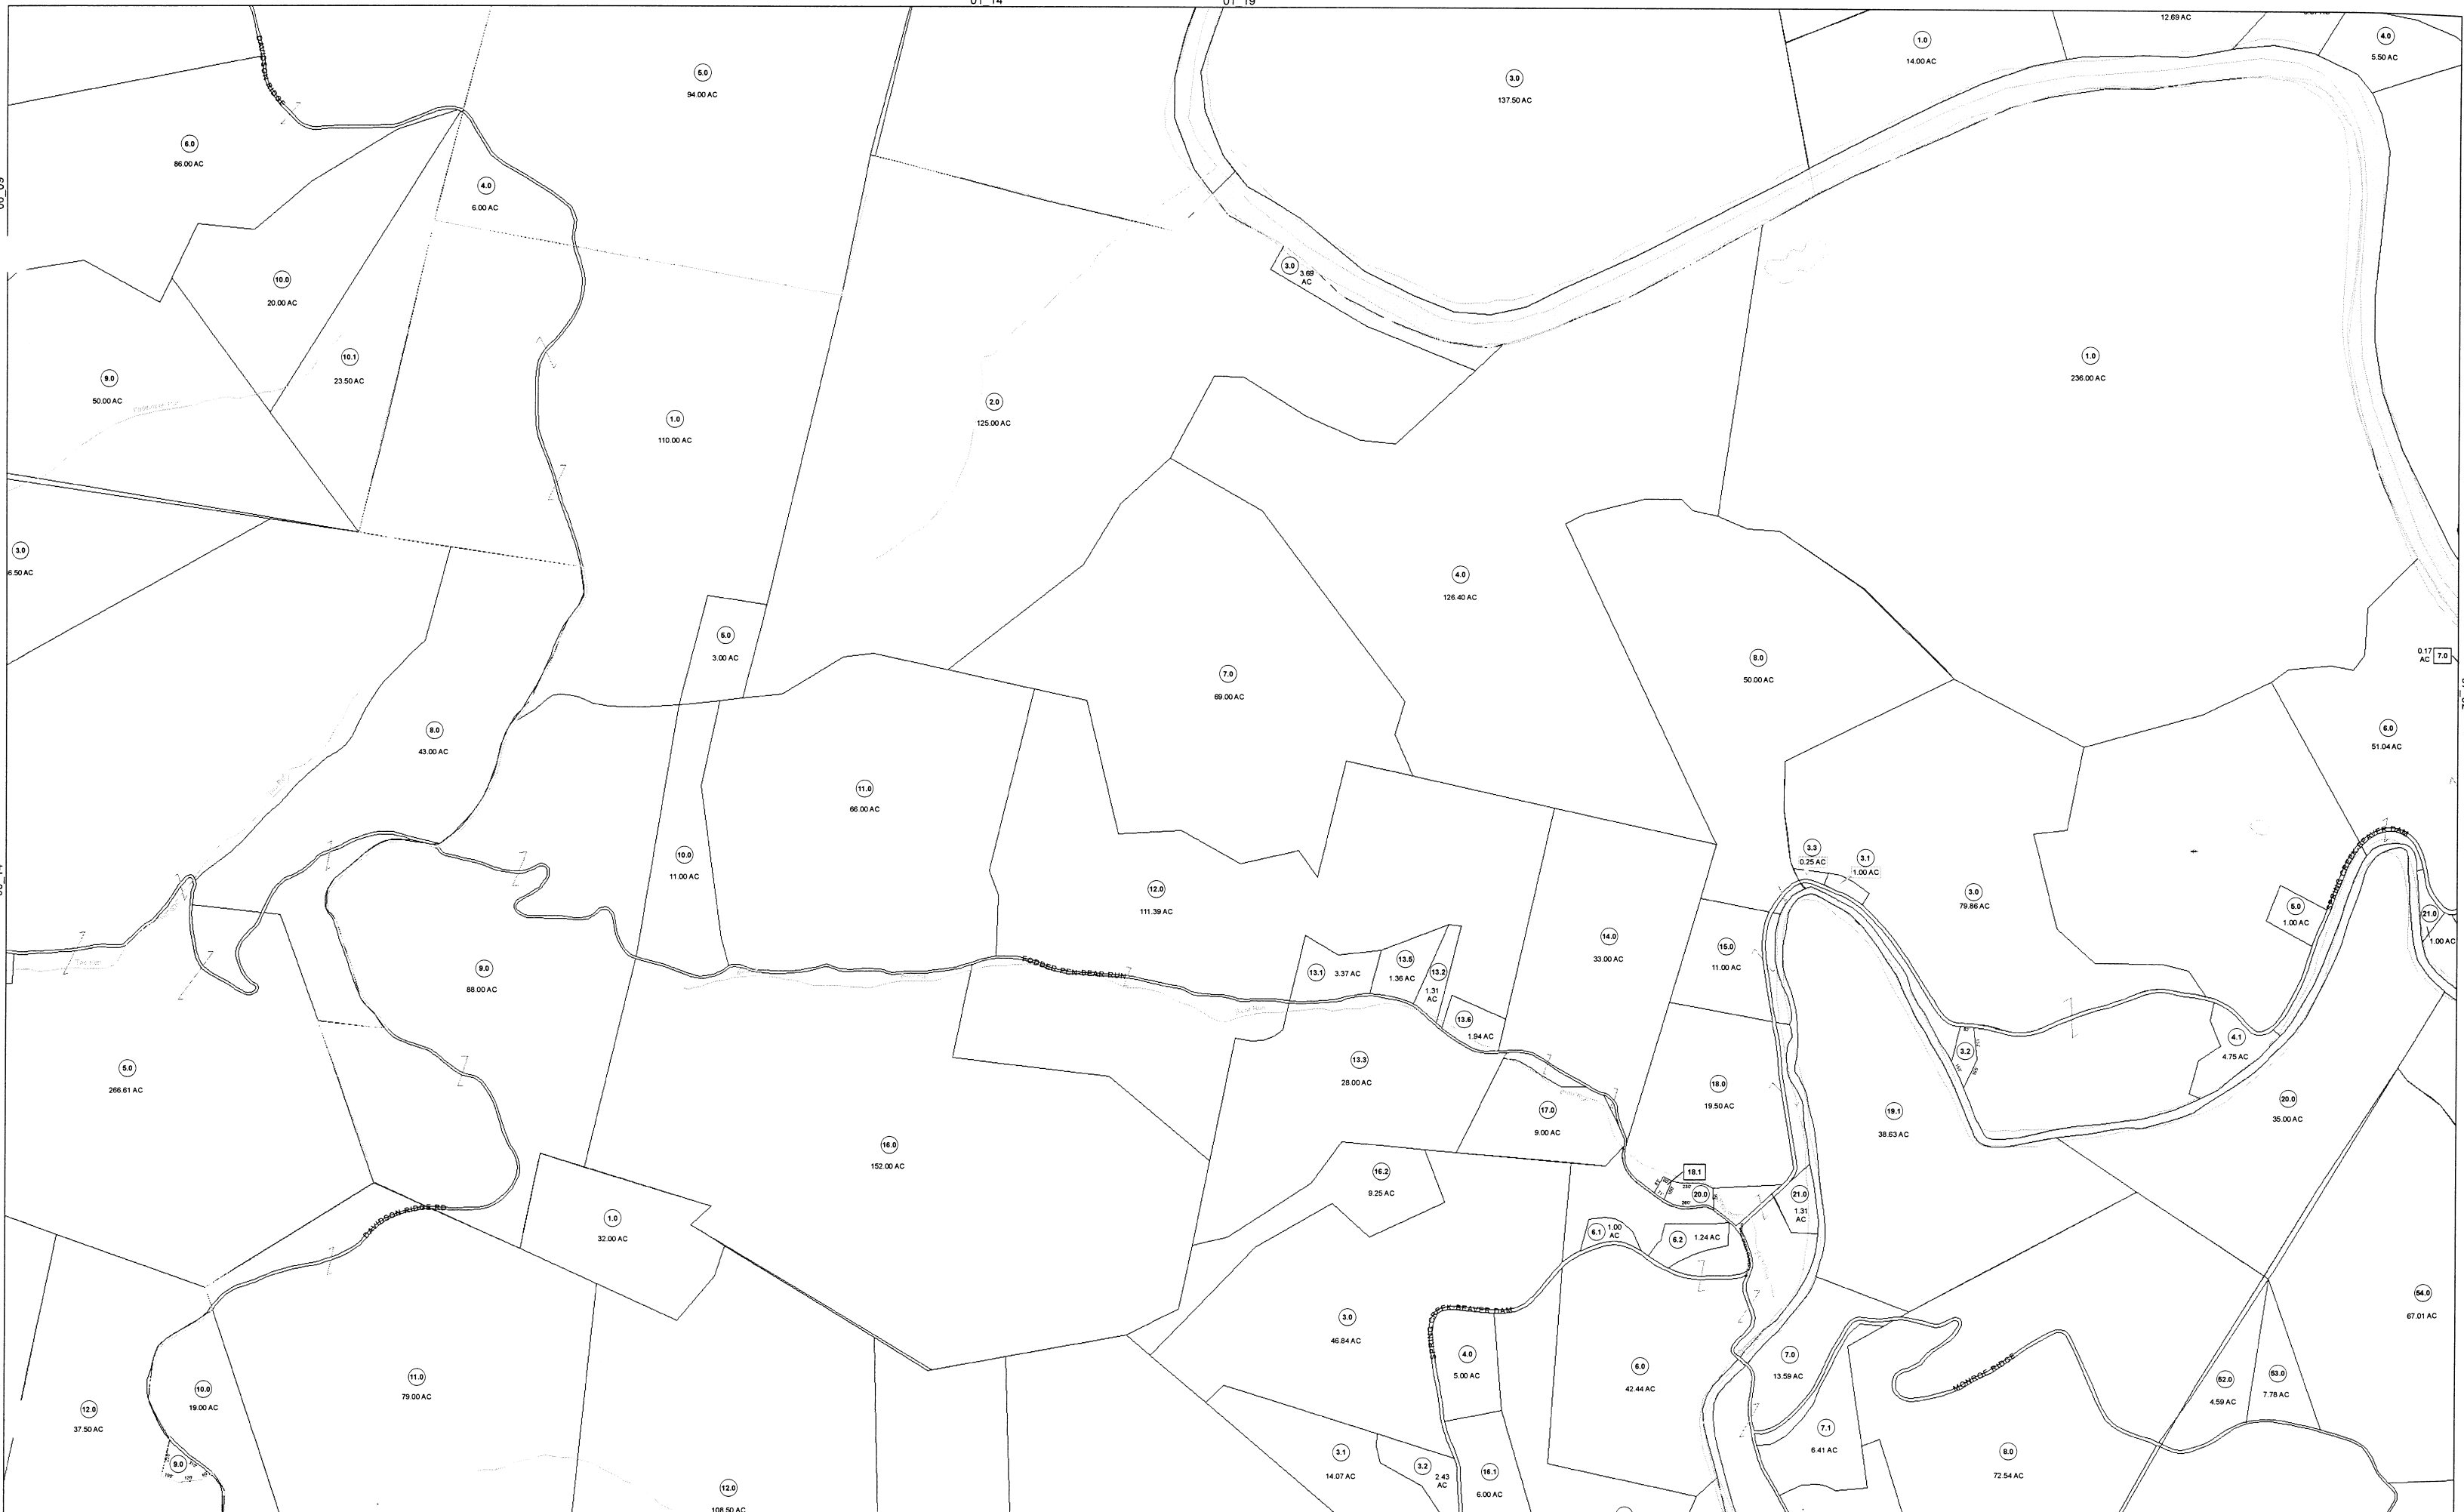 01_14
01_19
12.69 AC
DAVIDSON RIDGE
5.0
94.00 AC
3.0
137.50 AC
1.0
14.00 AC
4.0
5.50 AC
6.0
86.00 AC
4.0
6.00 AC
10.0
20.00 AC
3.0
3.69
AC
10.1
23.50 AC
9.0
50.00 AC
1.0
110.00 AC
2.0
125.00 AC
1.0
236.00 AC
3.0
6.50 AC
4.0
126.40 AC
5.0
3.00 AC
7.0
69.00 AC
8.0
50.00 AC
0.17
AC
7.0
8.0
43.00 AC
6.0
51.04 AC
11.0
66.00 AC
10.0
11.00 AC
12.0
111.39 AC
3.3
0.25 AC
3.1
1.00 AC
3.0
79.86 AC
SPRING CREEK BEAVER DAM
5.0
1.00 AC
21.0
1.00 AC
9.0
88.00 AC
FODDER PEN-BEAR RUN
13.1
3.37 AC
13.5
1.36 AC
13.2
1.31
AC
13.6
1.94 AC
14.0
33.00 AC
15.0
11.00 AC
Bear Run
3.2
4.1
4.75 AC
5.0
266.61 AC
13.3
28.00 AC
17.0
9.00 AC
18.0
19.50 AC
19.1
38.63 AC
20.0
35.00 AC
16.0
152.00 AC
16.2
9.25 AC
18.1
20.0
21.0
1.31
AC
DAVIDSON RIDGE RD
1.0
32.00 AC
6.1
1.00
AC
6.2
1.24 AC
3.0
46.84 AC
SPRING CREEK BEAVER DAM
4.0
5.00 AC
6.0
42.44 AC
7.0
13.59 AC
MONROE RIDGE
54.0
67.01 AC
52.0
4.59 AC
53.0
7.78 AC
11.0
79.00 AC
10.0
19.00 AC
12.0
37.50 AC
9.0
12.0
108.50 AC
3.1
14.07 AC
3.2
2.43
AC
16.1
6.00 AC
7.1
6.41 AC
8.0
72.54 AC